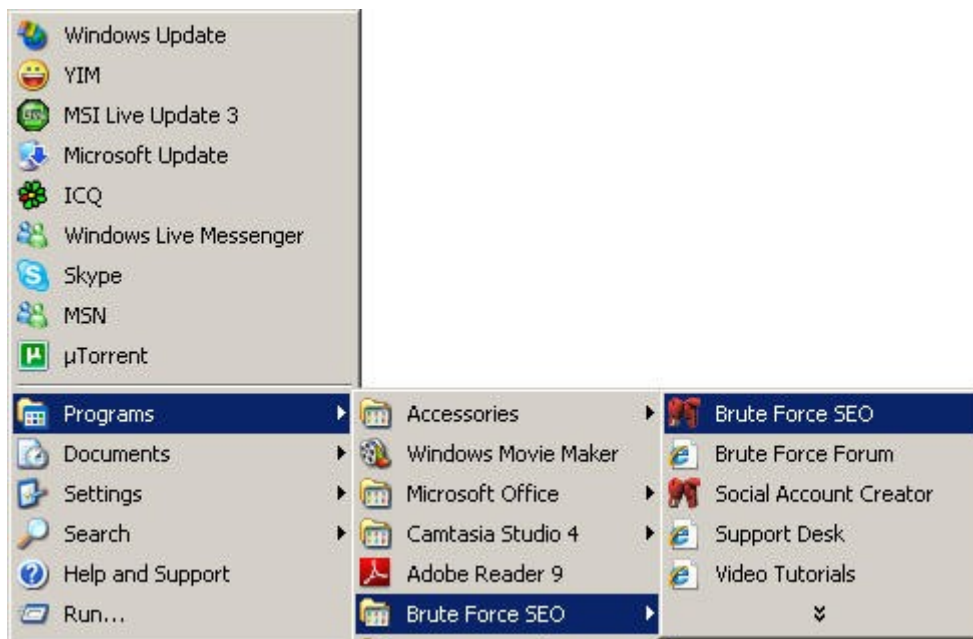 Windows Update
YIM
MSI Live Update 3
Microsoft Update
ICQ
Windows Live Messenger
Skype
MSN
µTorrent
Programs
Documents
Settings
Search
Help and Support
Run...
Accessories
Windows Movie Maker
Microsoft Office
Camtasia Studio 4
Adobe Reader 9
Brute Force SEO
Brute Force SEO
Brute Force Forum
Social Account Creator
Support Desk
Video Tutorials